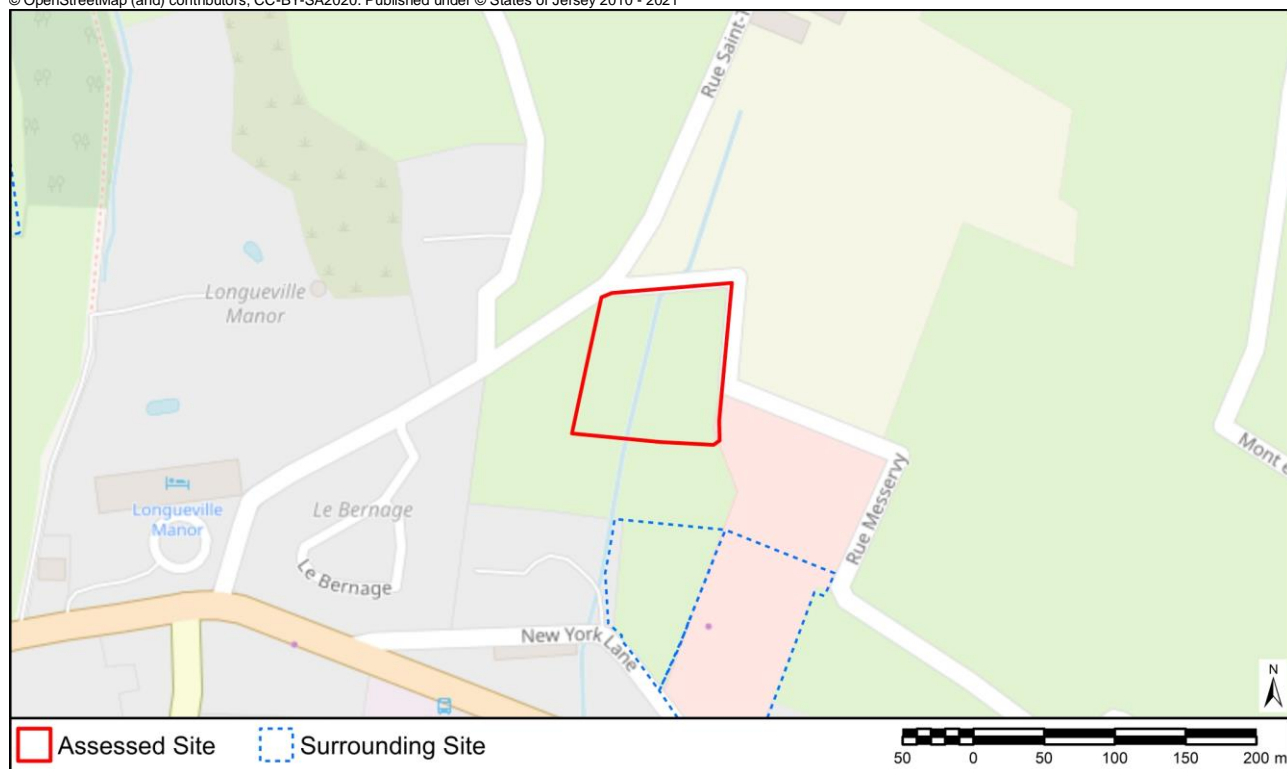 © OpenStreetMap (and) contributors, CC-BY-SA2020. Published under © States of Jersey 2010 - 2021
Rue Saint-
Longueville
Manor
Longueville
Manor
Le Bernage
Le Bernage
Rue Messervy
Mont
New York Lane
N
Assessed Site
Surrounding Site
50 0 50 100 150 200 m